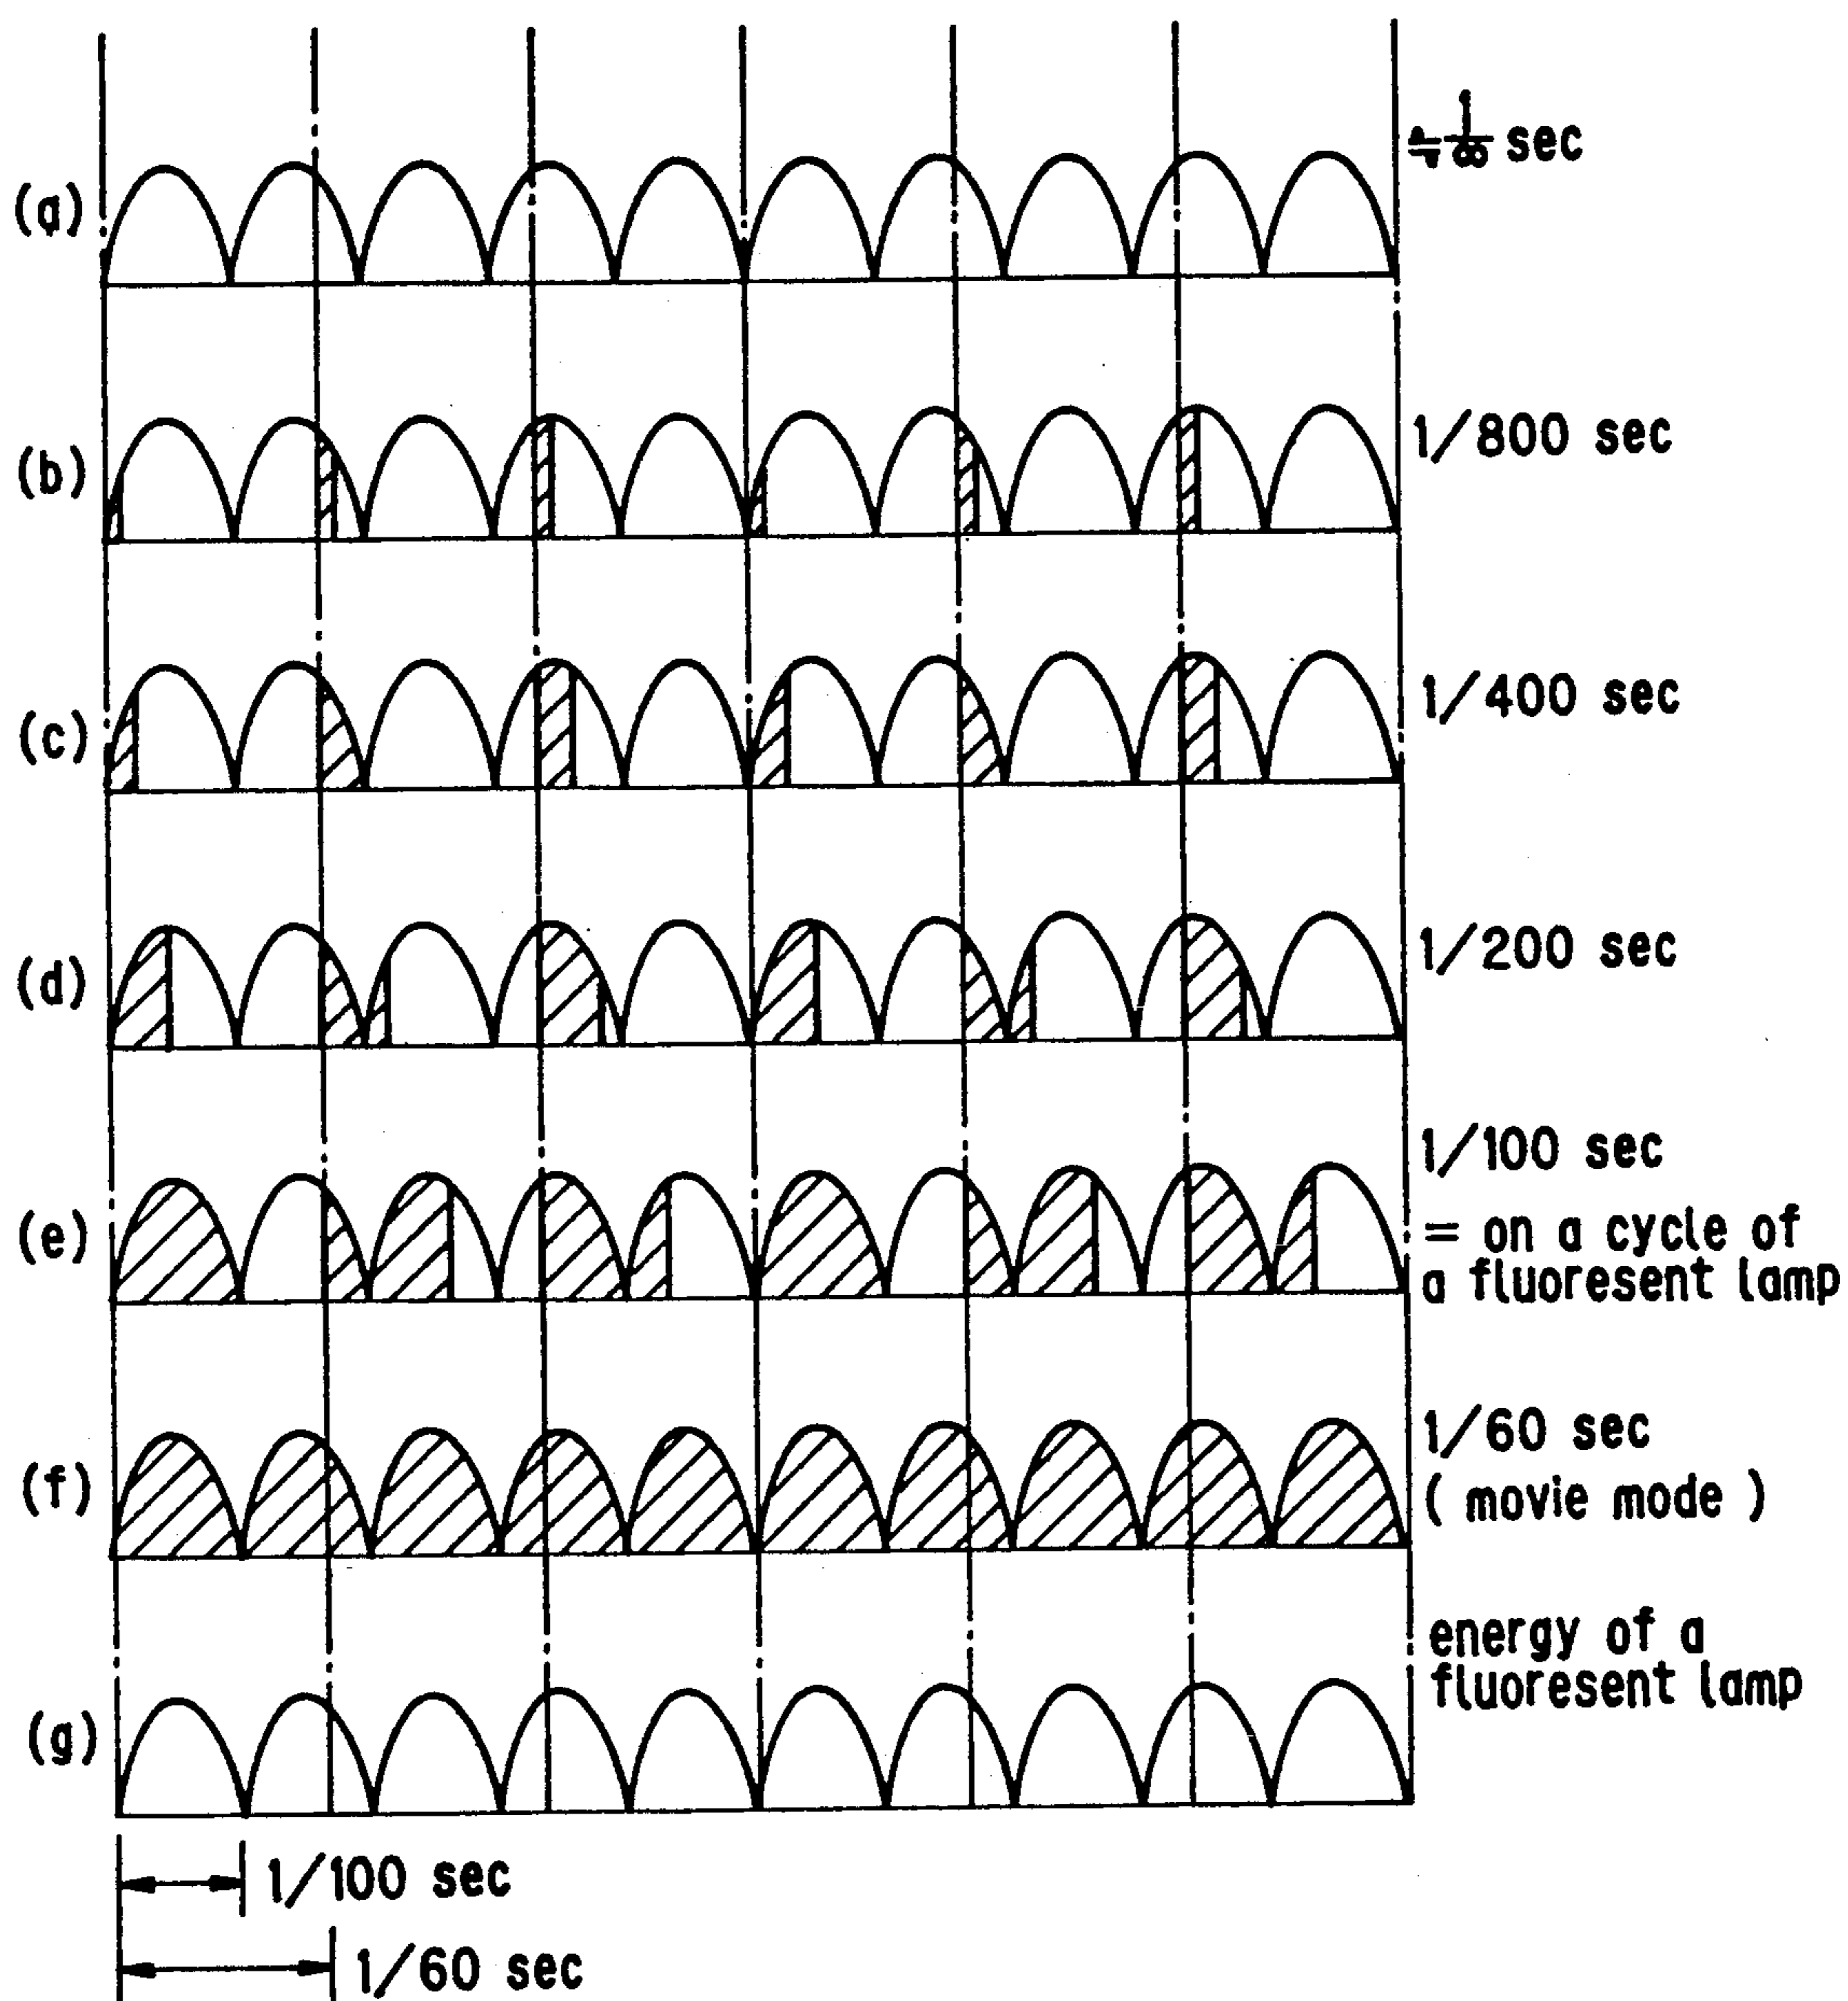 (a)
≒ 1/∞ sec
(b)
1/800 sec
(c)
1/400 sec
(d)
1/200 sec
(e)
1/100 sec
= on a cycle of
a fluoresent lamp
(f)
1/60 sec
( movie mode )
(g)
energy of a
fluoresent lamp
1/100 sec
1/60 sec